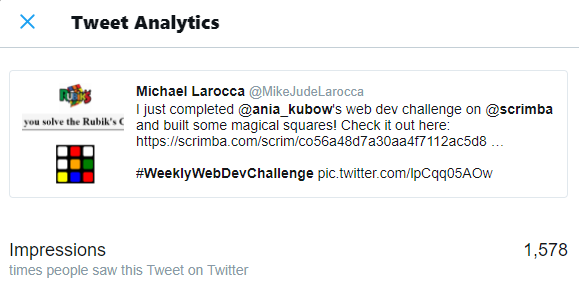 Tweet Analytics
Michael Larocca @MikeJudeLarocca
I just completed @ania_kubow's web dev challenge on @scrimba
and built some magical squares! Check it out here:
https://scrimba.com/scrim/co56a48d7a30aa4f7112ac5d8 …
#WeeklyWebDevChallenge pic.twitter.com/lpCqq05AOw
RUBIK'S
you solve the Rubik's C
Impressions
1,578
times people saw this Tweet on Twitter